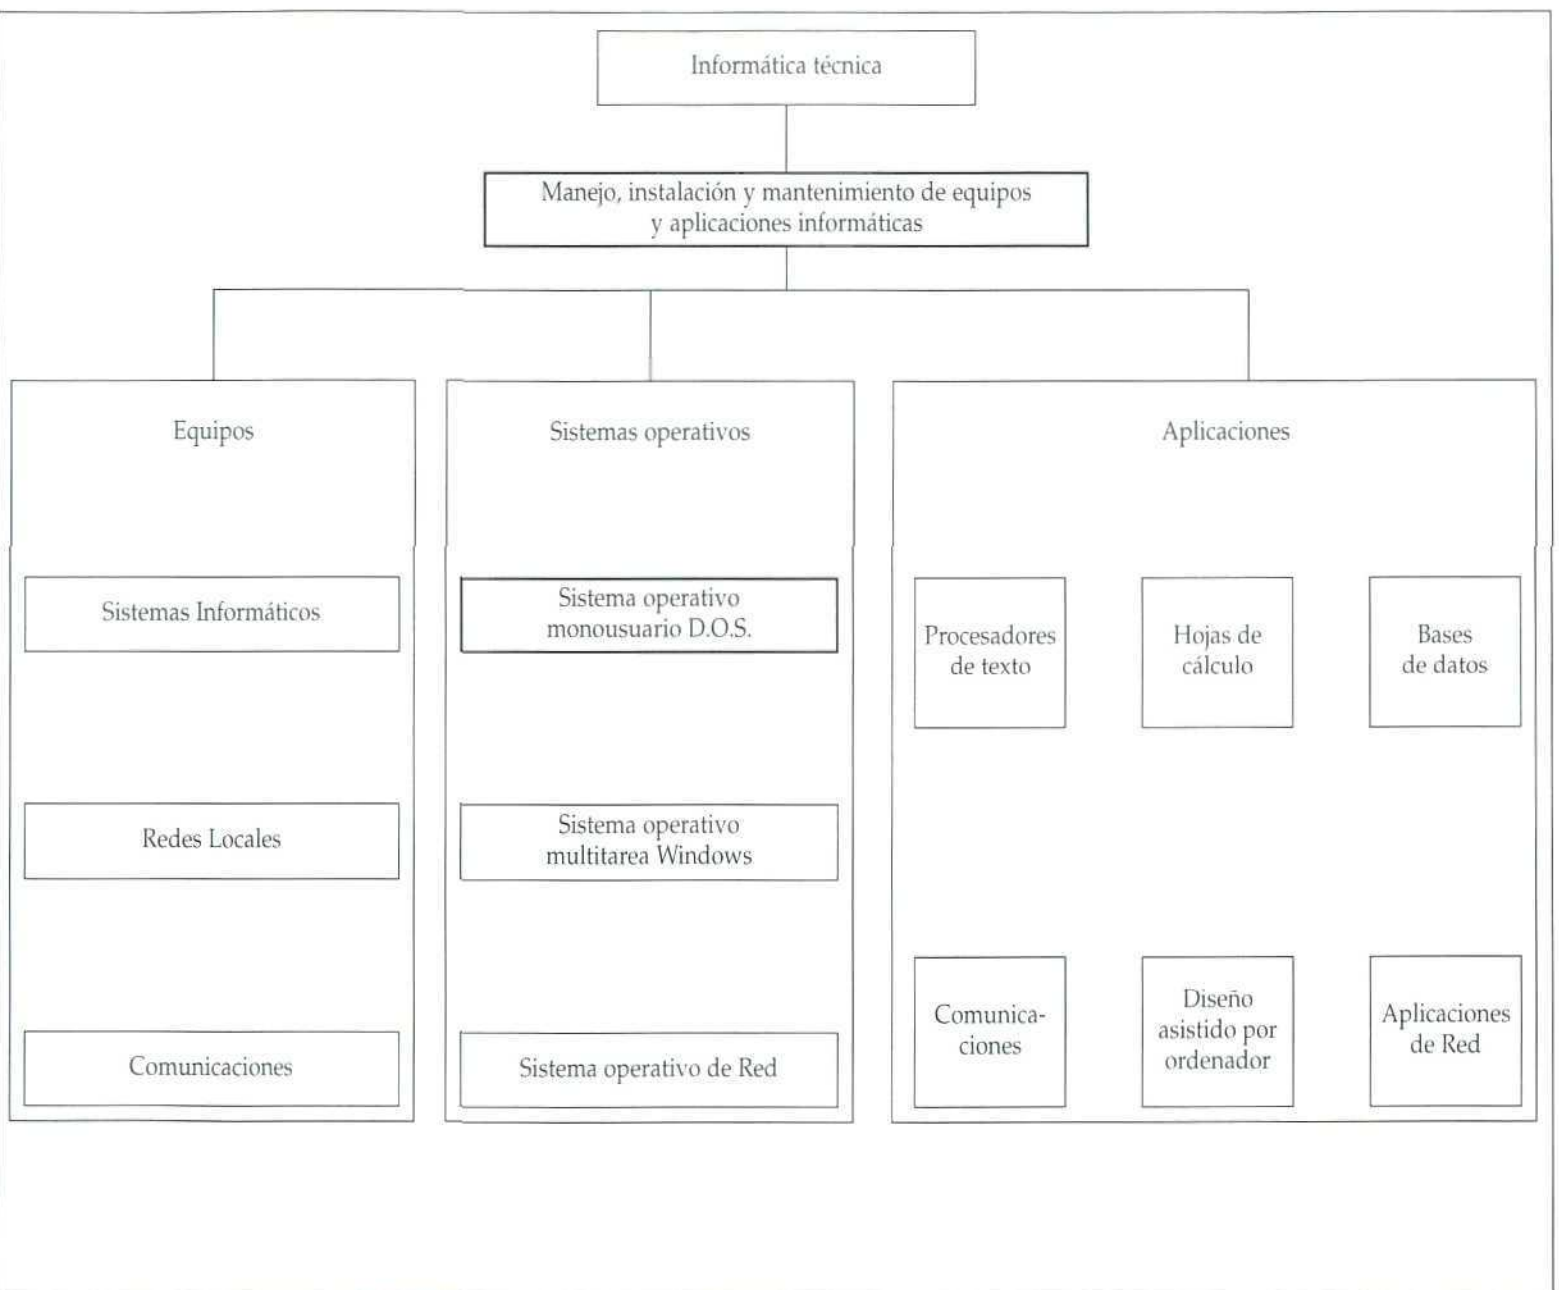 Informática técnica
Manejo, instalación y mantenimiento de equipos
y aplicaciones informáticas
Equipos
Sistemas Informáticos
Redes Locales
Comunicaciones
Sistemas operativos
Sistema operativo
monousuario D.O.S.
Sistema operativo
multitarea Windows
Sistema operativo de Red
Aplicaciones
Procesadores
de texto
Hojas de
cálculo
Bases
de datos
Comunica-
ciones
Diseño
asistido por
ordenador
Aplicaciones
de Red